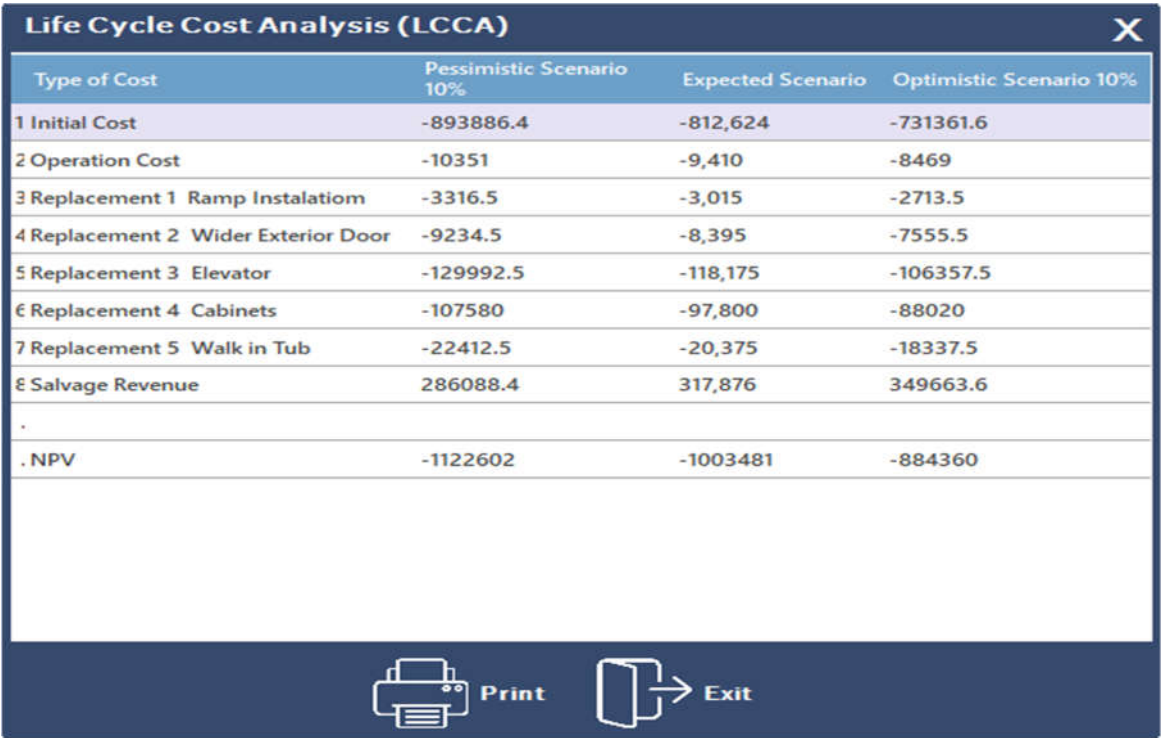 Life Cycle Cost Analysis (LCCA) X
Type of Cost Pessimistic Scenario 10% Expected Scenario Optimistic Scenario 10%
1 Initial Cost -893886.4 -812,624 -731361.6
2 Operation Cost -10351 -9,410 -8469
3 Replacement 1 Ramp Instalatiom -3316.5 -3,015 -2713.5
4 Replacement 2 Wider Exterior Door -9234.5 -8,395 -7555.5
5 Replacement 3 Elevator -129992.5 -118,175 -106357.5
6 Replacement 4 Cabinets -107580 -97,800 -88020
7 Replacement 5 Walk in Tub -22412.5 -20,375 -18337.5
8 Salvage Revenue 286088.4 317,876 349663.6
.
. NPV -1122602 -1003481 -884360
Print Exit